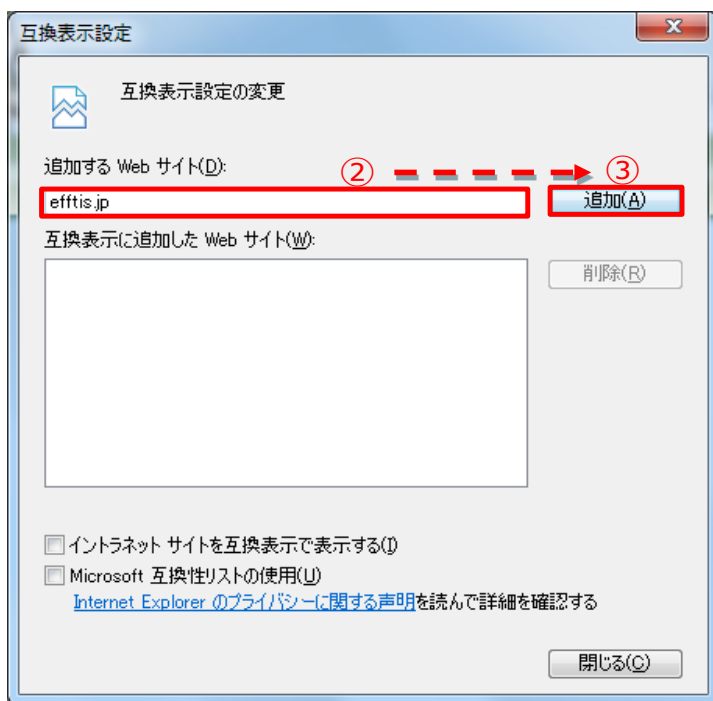 互換表示設定
互換表示設定の変更
追加する Web サイト(D):
② ③
efftis.jp
追加(A)
互換表示に追加した Web サイト(W):
削除(R)
イントラネット サイトを互換表示で表示する(I)
Microsoft 互換性リストの使用(U)
Internet Explorer のプライバシーに関する声明を読んで詳細を確認する
閉じる(C)